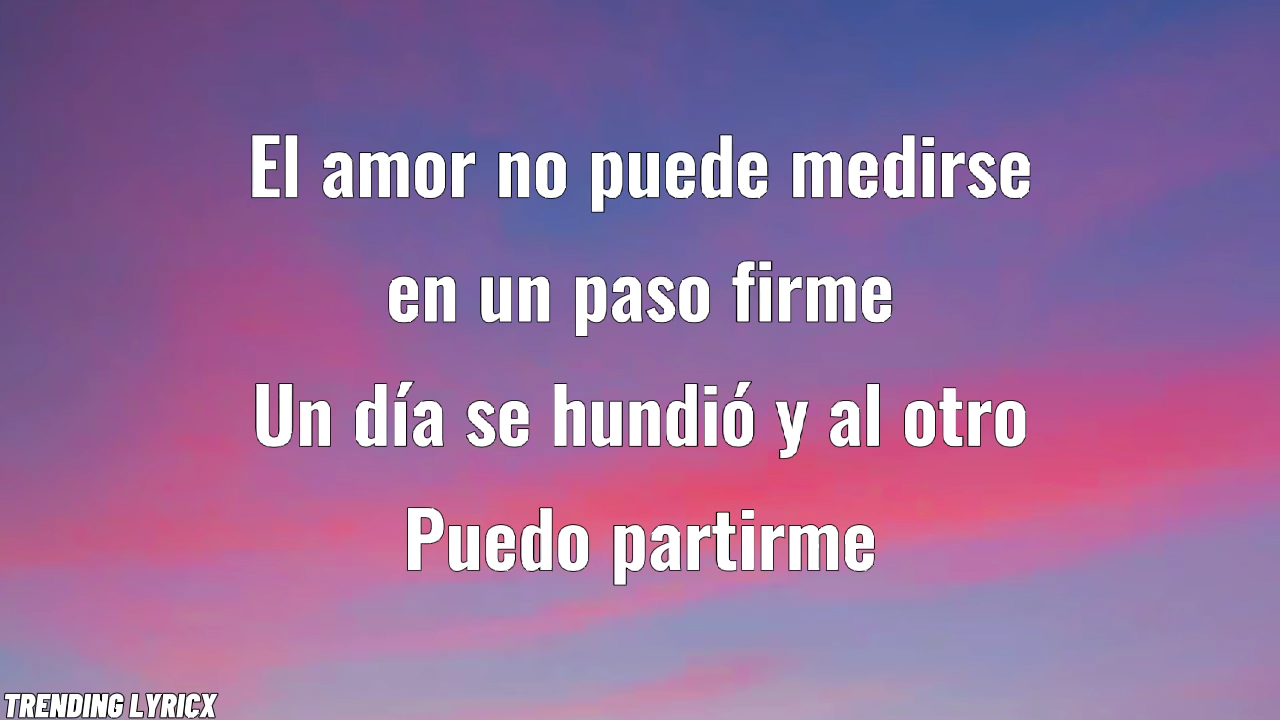 El amor no puede medirse
en un paso firme
Un día se hundió y al otro
Puedo partirme
TRENDING LYRICX